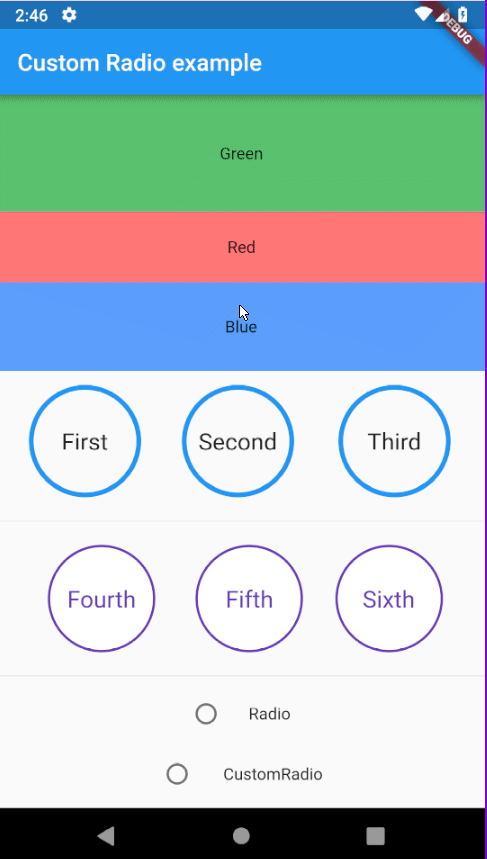 2:46
DEBUG
Custom Radio example
Green
Red
Blue
First Second Third
Fourth Fifth Sixth
Radio
CustomRadio